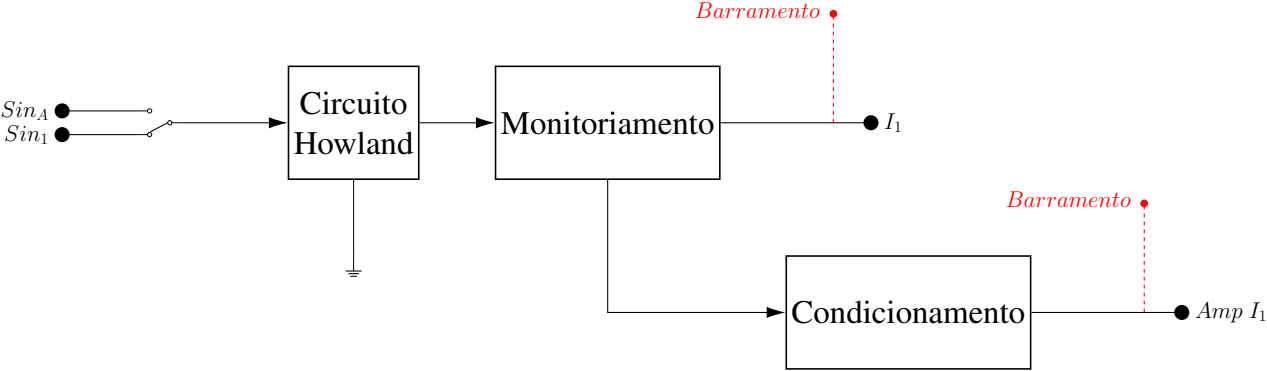 Barramento
Sin_A
Sin_1
Circuito
Howland
Monitoriamento
I_1
Barramento
Condicionamento
Amp I_1